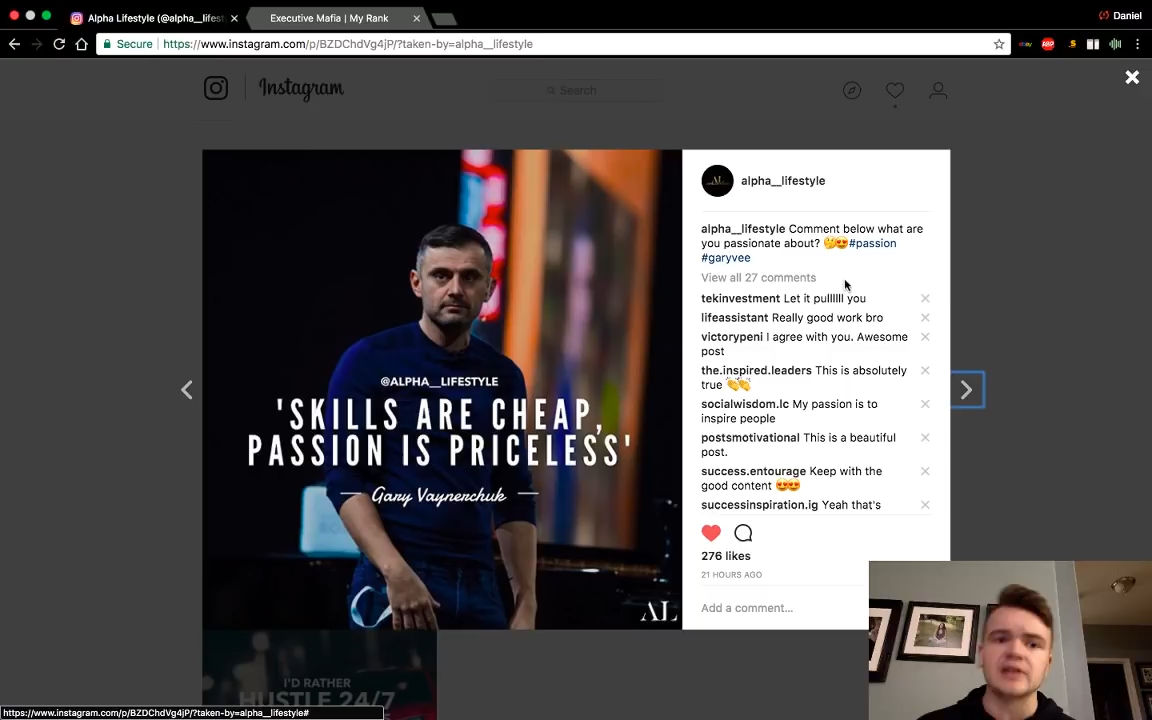 Alpha Lifestyle (@alpha__lifest
Executive Mafia | My Rank
Daniel
Secure
https://www.instagram.com/p/BZDChdVg4jP/?taken-by=alpha__lifestyle
Instagram
Search
alpha__lifestyle
alpha__lifestyle Comment below what are
you passionate about? 🤔😍#passion
#garyvee
View all 27 comments
tekinvestment Let it pullllll you
lifeassistant Really good work bro
victorypeni I agree with you. Awesome
post
the.inspired.leaders This is absolutely
true 👏👏
socialwisdom.lc My passion is to
inspire people
postsmotivational This is a beautiful
post.
success.entourage Keep with the
good content 😍😍
successinspiration.ig Yeah that's
276 likes
21 HOURS AGO
Add a comment...
@ALPHA__LIFESTYLE
'SKILLS ARE CHEAP,
PASSION IS PRICELESS'
Gary Vaynerchuk
AL
I'D RATHER
HUSTLE 24/7
https://www.instagram.com/p/BZDChdVg4jP/?taken-by=alpha__lifestyle#